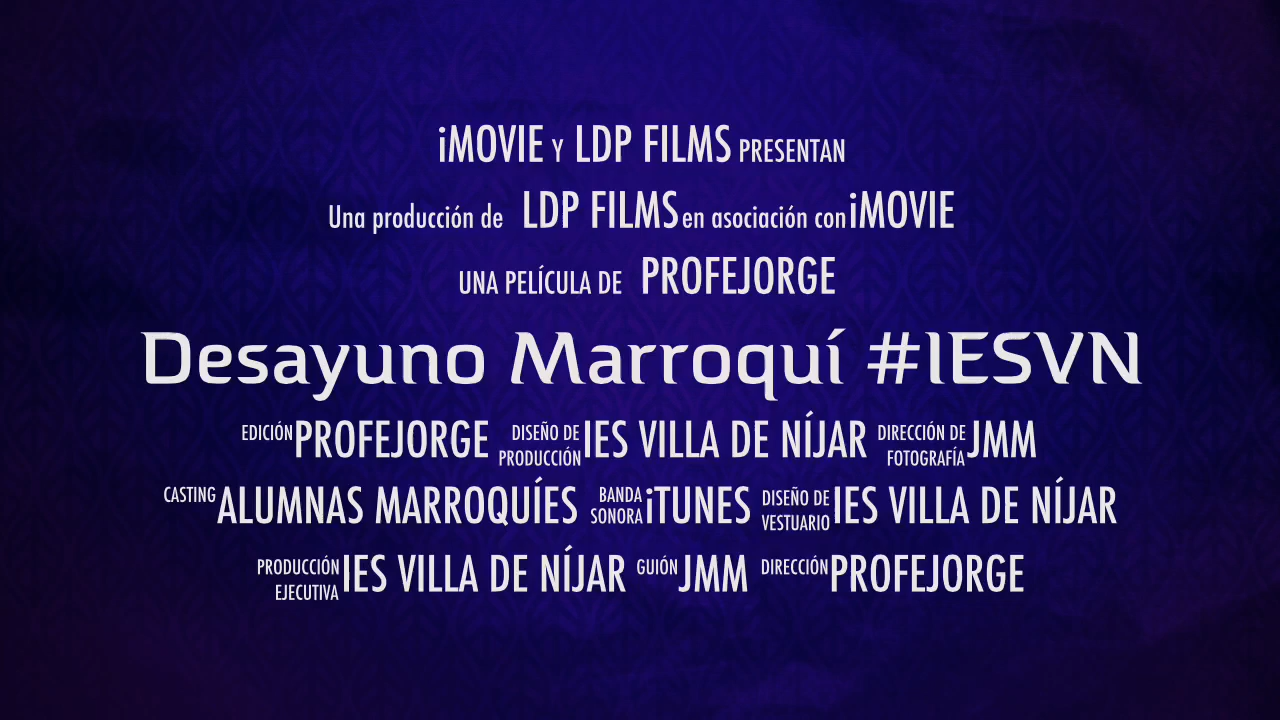 iMOVIE Y LDP FILMS PRESENTAN
Una producción de LDP FILMS en asociación con iMOVIE
UNA PELÍCULA DE PROFEJORGE
Desayuno Marroquí #IESVN
EDICIÓN PROFEJORGE DISEÑO DE PRODUCCIÓN IES VILLA DE NÍJAR DIRECCIÓN DE FOTOGRAFÍA JMM
CASTING ALUMNAS MARROQUÍES BANDA SONORA iTUNES DISEÑO DE VESTUARIO IES VILLA DE NÍJAR
PRODUCCIÓN EJECUTIVA IES VILLA DE NÍJAR GUIÓN JMM DIRECCIÓN PROFEJORGE